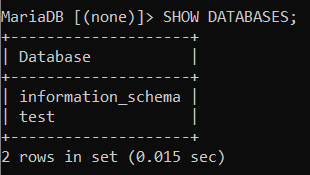 MariaDB [(none)]> SHOW DATABASES;
+--------------------+
| Database           |
+--------------------+
| information_schema |
| test               |
+--------------------+
2 rows in set (0.015 sec)